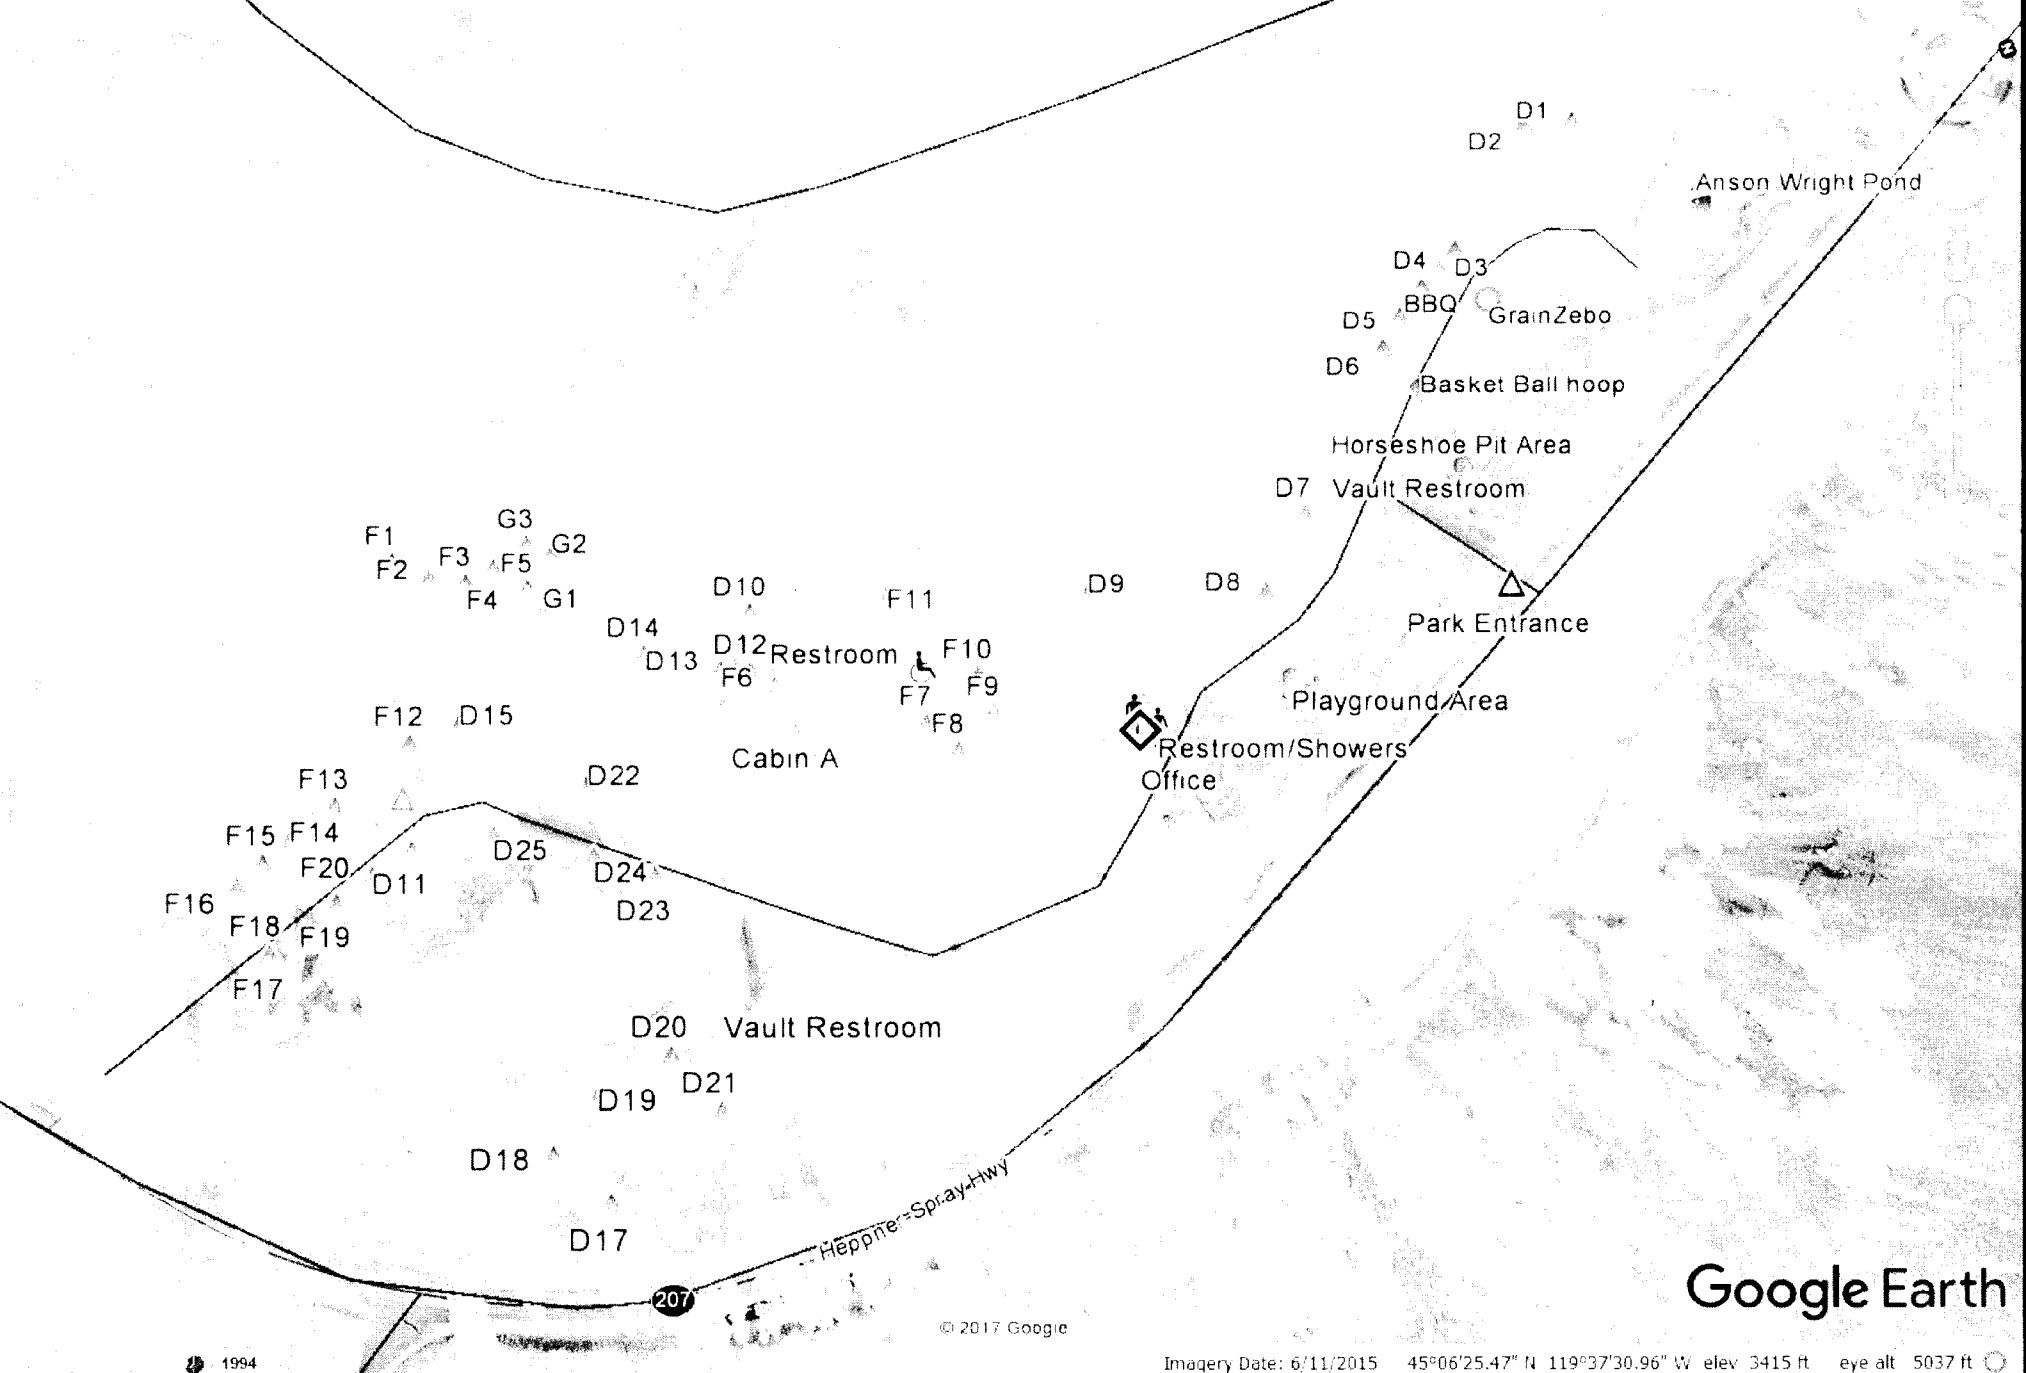 D1
D2
Anson Wright Pond
D4
D3
BBQ
GrainZebo
D5
D6
Basket Ball hoop
Horseshoe Pit Area
D7
Vault Restroom
G3
F1
G2
F3
F5
F2
F4
G1
D10
F11
D9
D8
Park Entrance
D14
D12
Restroom
F10
D13
F6
F7
F9
Playground Area
F12
D15
F8
Restroom/Showers
Cabin A
Office
F13
D22
F15
F14
D25
F20
D24
D11
F16
D23
F18
F19
F17
D20
Vault Restroom
D21
D19
D18
D17
Heppner-Spray-Hwy
207
Google Earth
© 2017 Google
1994
Imagery Date: 6/11/2015 45°06'25.47" N 119°37'30.96" W elev 3415 ft eye alt 5037 ft